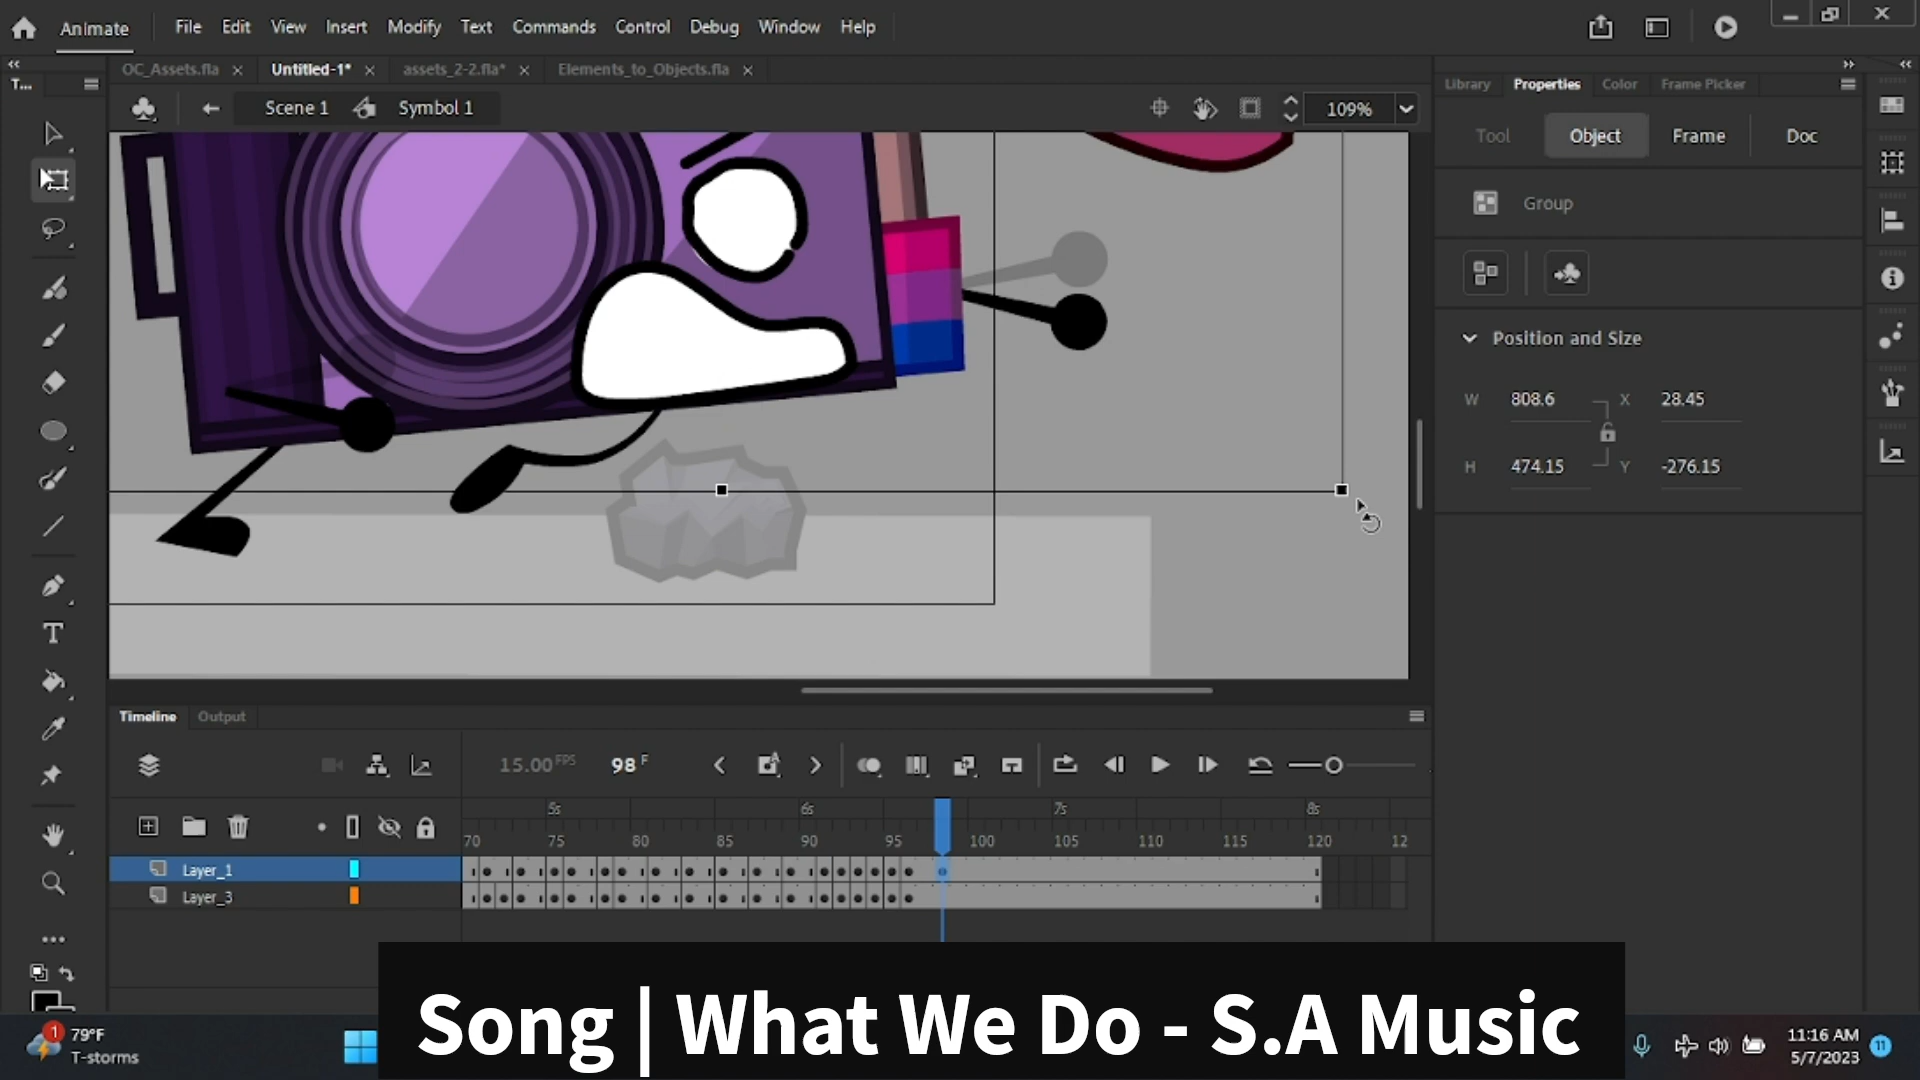 Animate File Edit View Insert Modify Text Commands Control Debug Window Help
T... OC_Assets.fla Untitled-1* assets_2-2.fla* Elements_to_Objects.fla
Library Properties Color Frame Picker
Scene 1 Symbol 1 109%
Tool Object Frame Doc
Group
Position and Size
W 808.6 X 28.45
H 474.15 Y -276.15
Timeline Output
15.00 FPS 98 F
5s 6s 7s 8s
70 75 80 85 90 95 100 105 110 115 120 12
Layer_1
Layer_3
Song | What We Do - S.A Music
1 79°F
T-storms
11:16 AM
5/7/2023
11